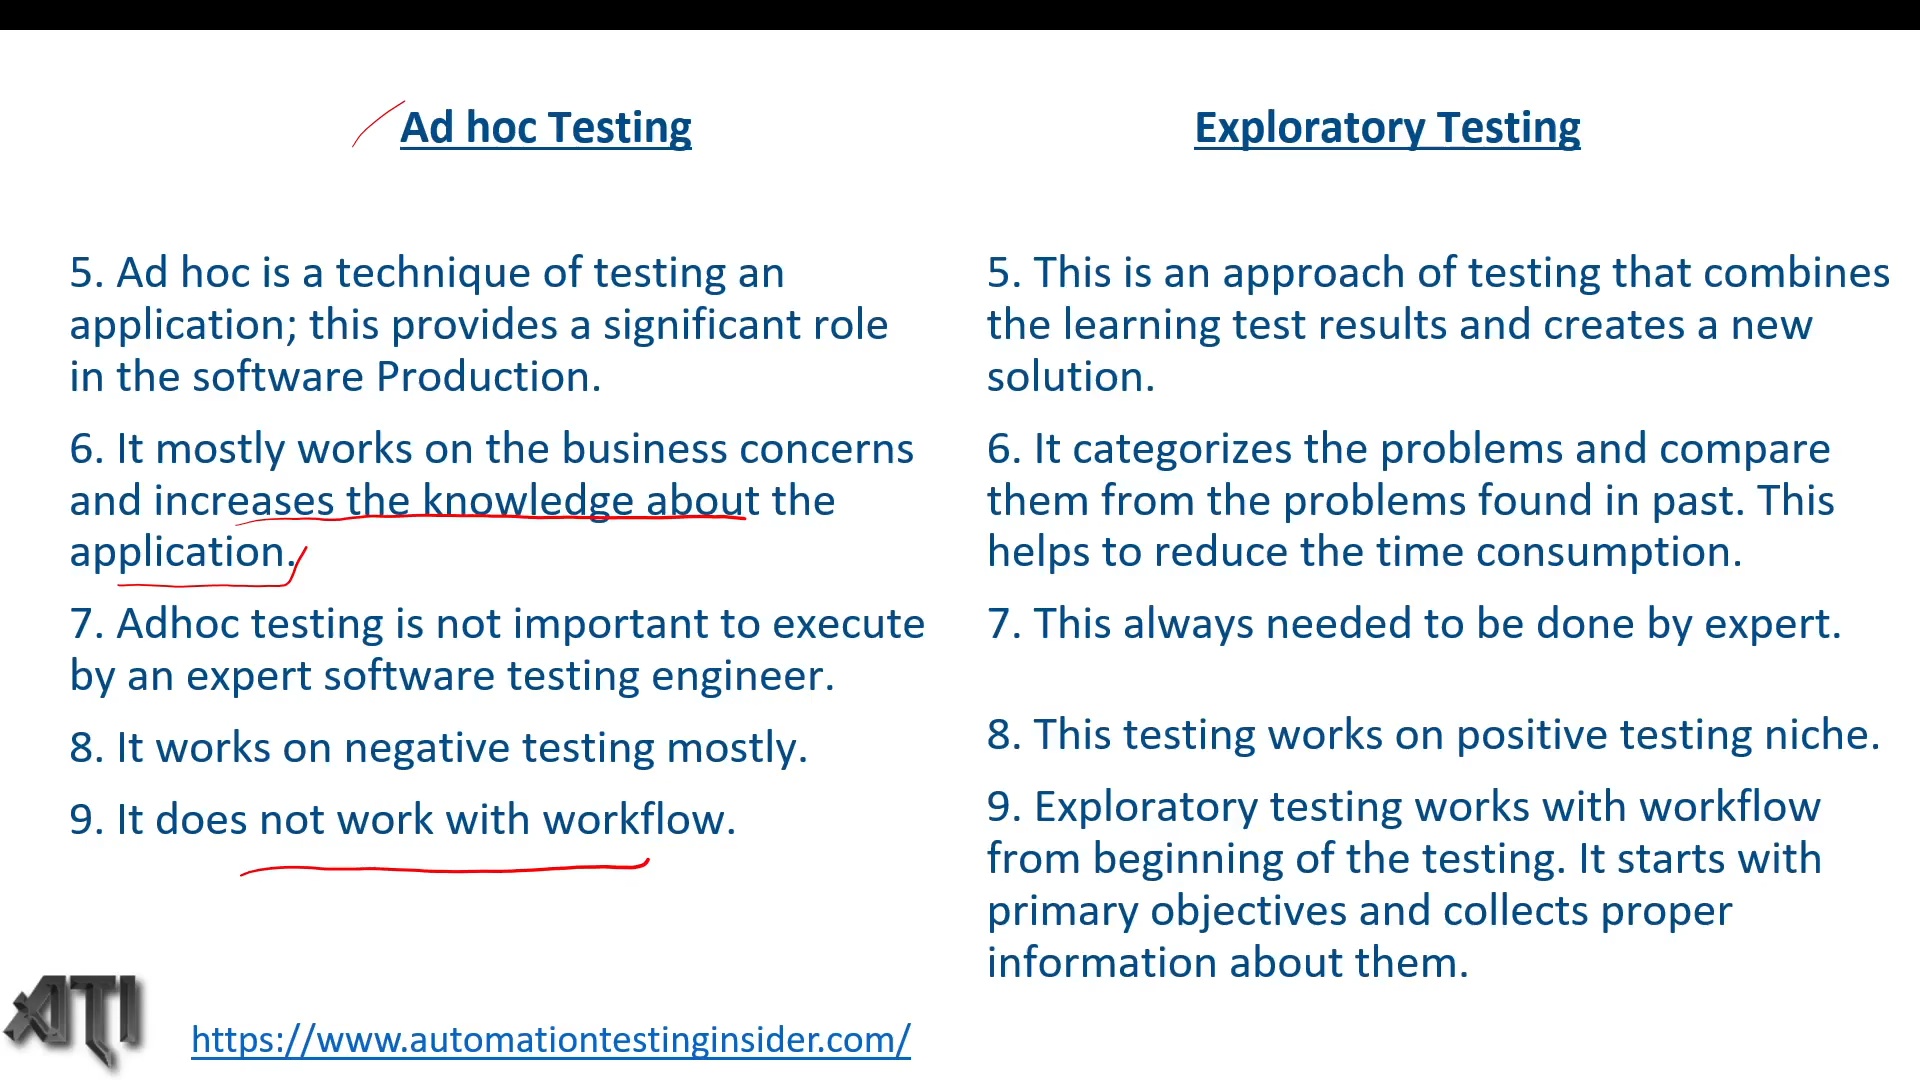 Ad hoc Testing
5. Ad hoc is a technique of testing an
application; this provides a significant role
in the software Production.
6. It mostly works on the business concerns
and increases the knowledge about the
application.
7. Adhoc testing is not important to execute
by an expert software testing engineer.
8. It works on negative testing mostly.
9. It does not work with workflow.
Exploratory Testing
5. This is an approach of testing that combines
the learning test results and creates a new
solution.
6. It categorizes the problems and compare
them from the problems found in past. This
helps to reduce the time consumption.
7. This always needed to be done by expert.
8. This testing works on positive testing niche.
9. Exploratory testing works with workflow
from beginning of the testing. It starts with
primary objectives and collects proper
information about them.
ATI
https://www.automationtestinginsider.com/